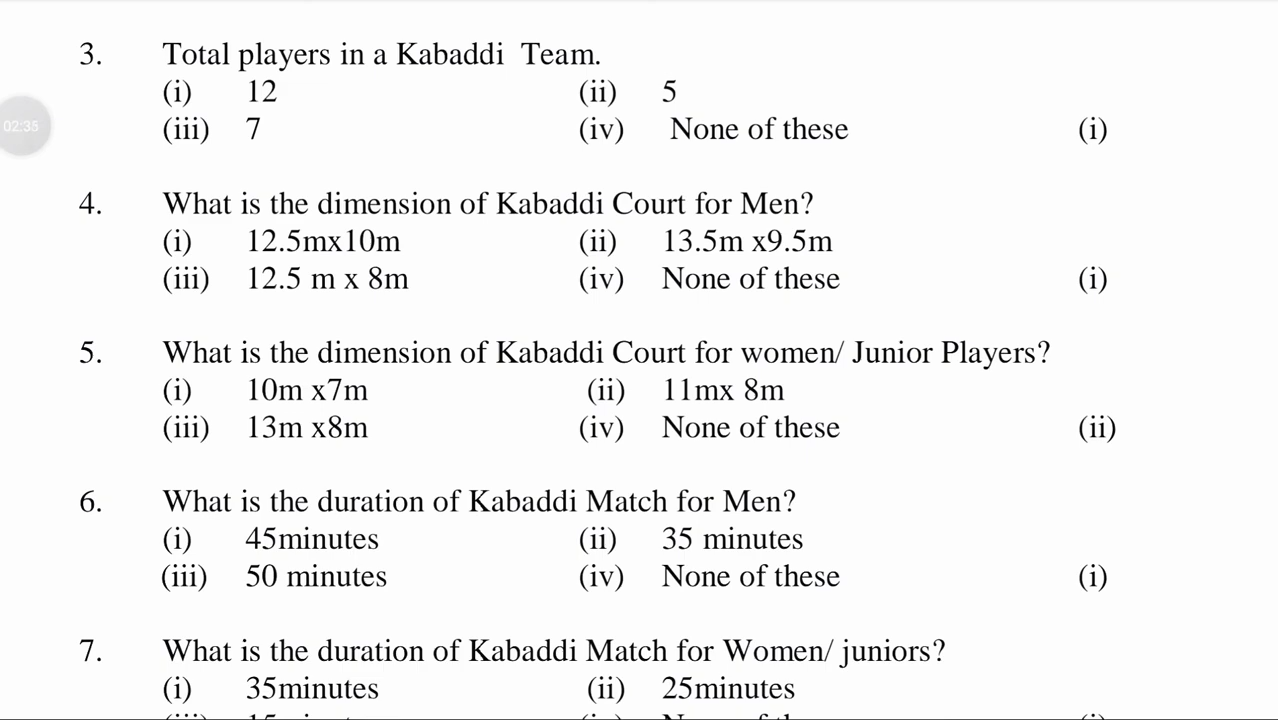 3. Total players in a Kabaddi Team.
(i) 12 (ii) 5
02:35
(iii) 7 (iv) None of these (i)
4. What is the dimension of Kabaddi Court for Men?
(i) 12.5mx10m (ii) 13.5m x9.5m
(iii) 12.5 m x 8m (iv) None of these (i)
5. What is the dimension of Kabaddi Court for women/ Junior Players?
(i) 10m x7m (ii) 11mx 8m
(iii) 13m x8m (iv) None of these (ii)
6. What is the duration of Kabaddi Match for Men?
(i) 45minutes (ii) 35 minutes
(iii) 50 minutes (iv) None of these (i)
7. What is the duration of Kabaddi Match for Women/ juniors?
(i) 35minutes (ii) 25minutes